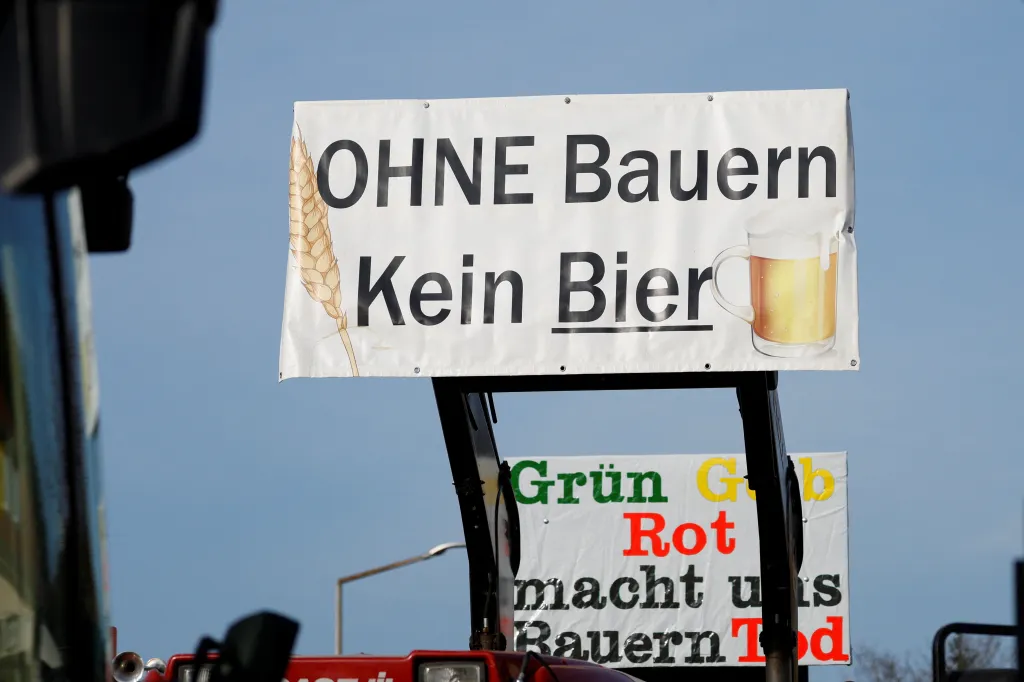 OHNE Bauern
Kein Bier
Grün
Rot
macht uns
Bauern Tod